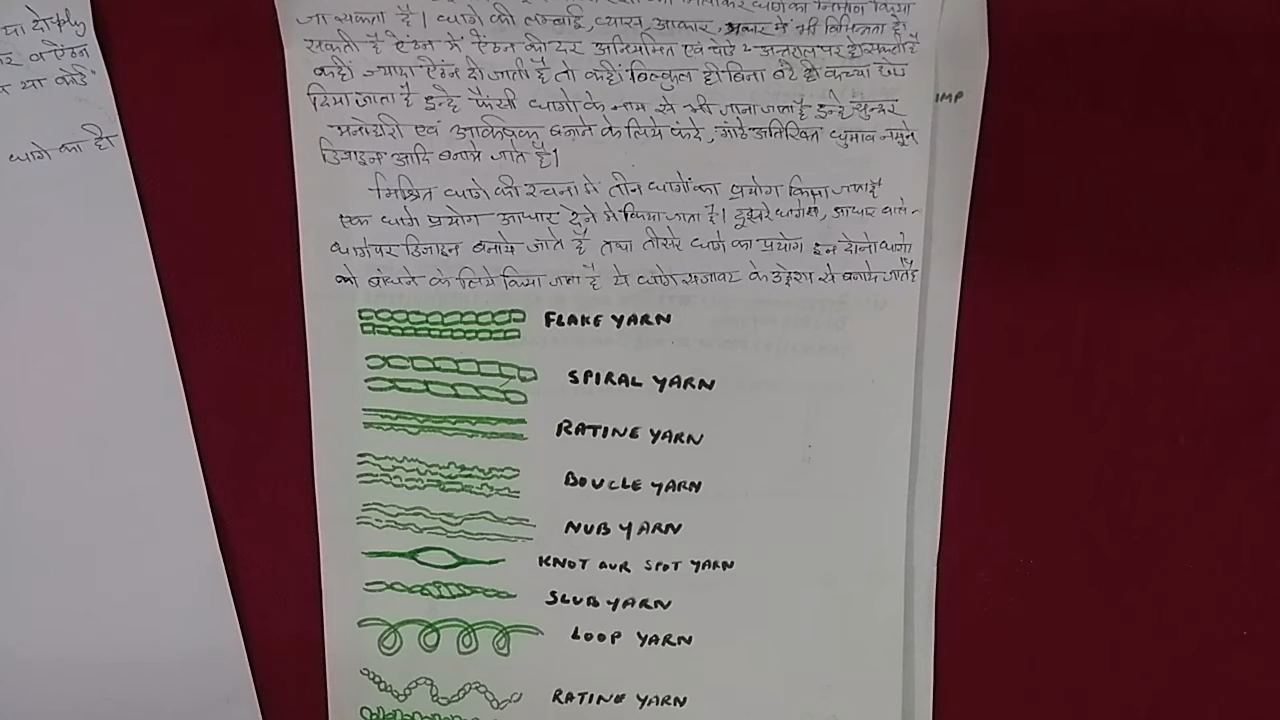 या दोply
धागे का हो
जा सकता है। धागे की लम्बाई, व्यास, आकार, प्रकार में भी विभिन्नता हो
सकती है ऐंठन में ऐंठन की दर अनियमित एवं थोडे - अन्तराल पर हो सकती है
कहीं ज्यादा ऐंठन दी जाती है तो कहीं बिल्कुल ही बिना बटे ही कच्चा छोड
दिया जाता है इन्हे फैंसी धागो के नाम से भी जाना जाता है इन्हे सुन्दर
IMP
मनोहारी एवं आकर्षक बनाने के लिये फंदे, गांठे अतिरिक्त घुमाव नमूने
डिजाइन आदि बनाये जाते है।
मिश्रित धागे की रचना में तीन धागों का प्रयोग किया जाता है
एक धागे प्रयोग आधार देने में किया जाता है। दूसरे धागे से, आधार वाले
धागे पर डिजाइन बनाये जाते है तथा तीसरे धागे का प्रयोग इन दोनो धागो
को बांधने के लिये किया जाता है ये धागे सजावट के उद्देश्य से बनाये जाते है
FLAKE YARN
SPIRAL YARN
RATINE YARN
BOUCLE YARN
NUB YARN
KNOT AUR SPOT YARN
SLUB YARN
LOOP YARN
RATINE YARN